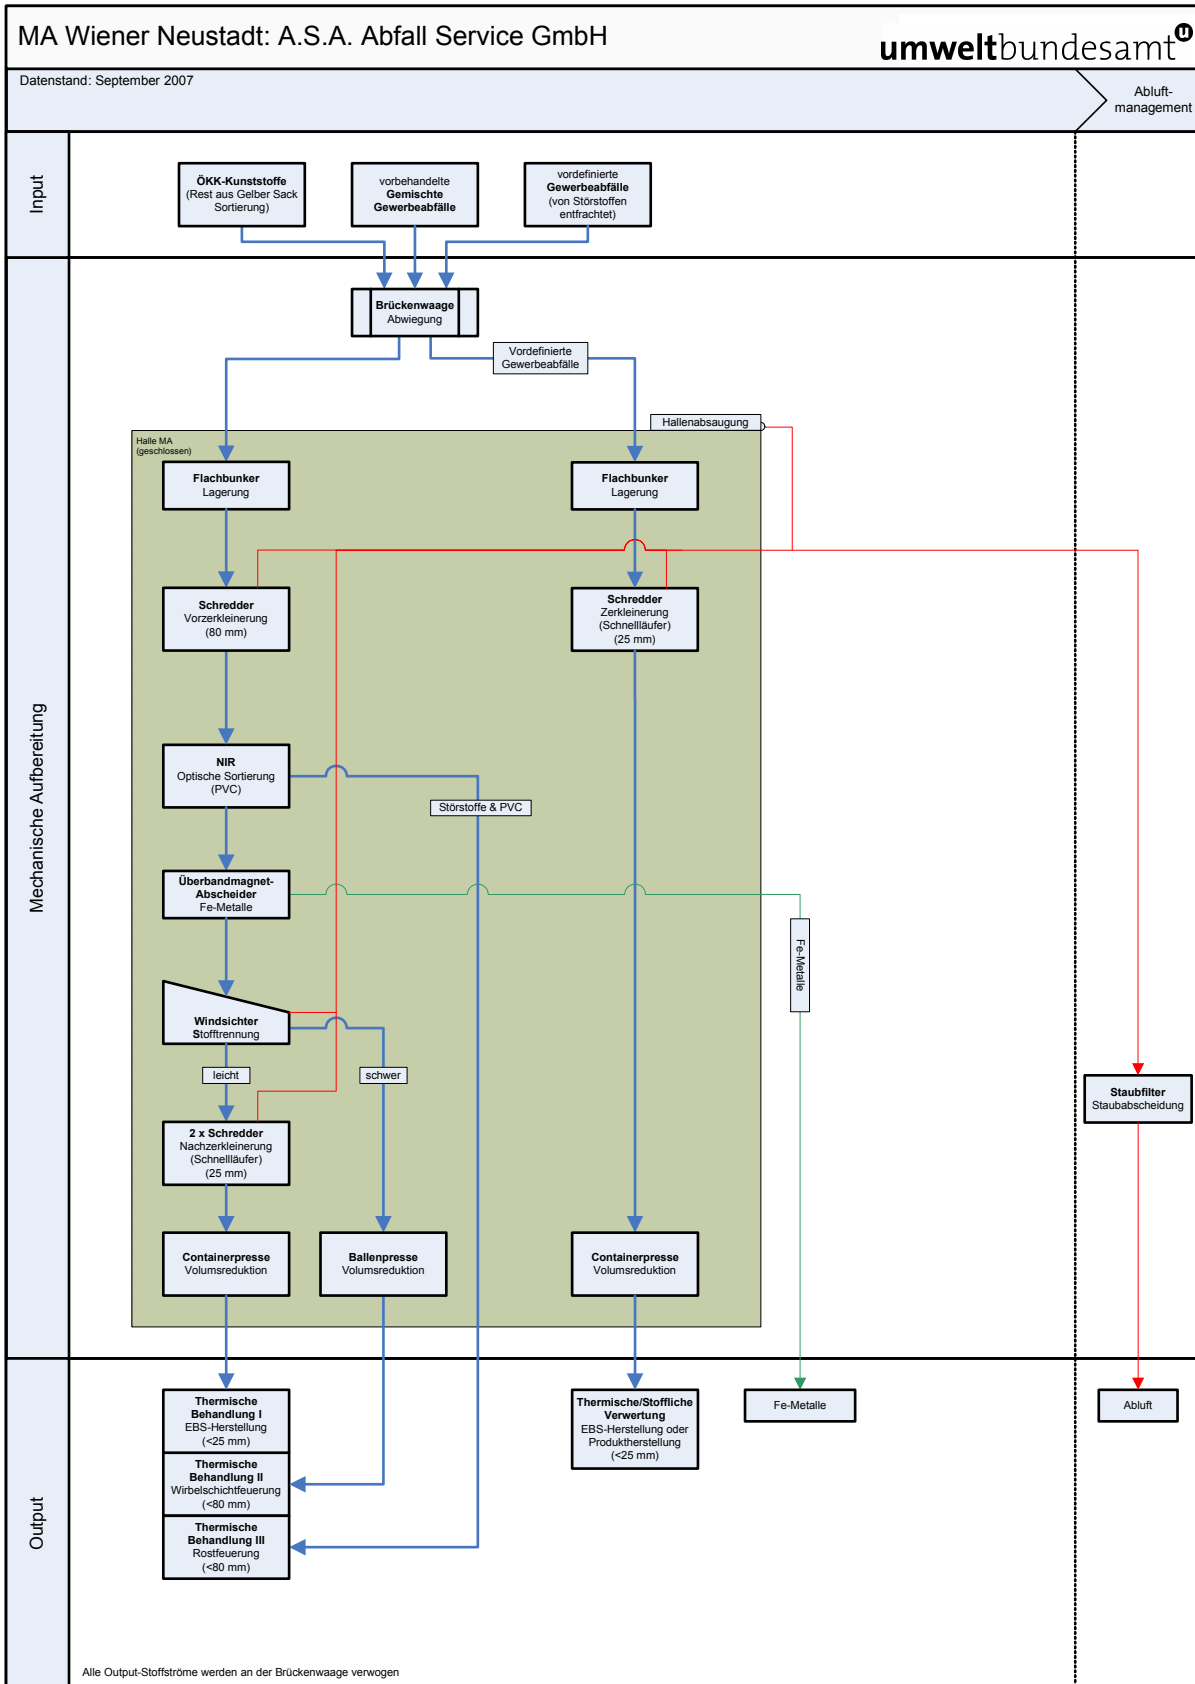 MA Wiener Neustadt: A.S.A. Abfall Service GmbH
umweltbundesamt
Datenstand: September 2007
Abluft-
management
Input
ÖKK-Kunststoffe
(Rest aus Gelber Sack
Sortierung)
vorbehandelte
Gemischte
Gewerbeabfälle
vordefinierte
Gewerbeabfälle
(von Störstoffen
entfrachtet)
Mechanische Aufbereitung
Brückenwaage
Abwiegung
Vordefinierte
Gewerbeabfälle
Hallenabsaugung
Halle MA
(geschlossen)
Flachbunker
Lagerung
Flachbunker
Lagerung
Schredder
Vorzerkleinerung
(80 mm)
Schredder
Zerkleinerung
(Schnellläufer)
(25 mm)
NIR
Optische Sortierung
(PVC)
Störstoffe & PVC
Überbandmagnet-
Abscheider
Fe-Metalle
Fe-Metalle
Windsichter
Stofftrennung
leicht
schwer
Staubfilter
Staubabscheidung
2 x Schredder
Nachzerkleinerung
(Schnellläufer)
(25 mm)
Containerpresse
Volumsreduktion
Ballenpresse
Volumsreduktion
Containerpresse
Volumsreduktion
Output
Thermische
Behandlung I
EBS-Herstellung
(<25 mm)
Thermische
Behandlung II
Wirbelschichtfeuerung
(<80 mm)
Thermische
Behandlung III
Rostfeuerung
(<80 mm)
Thermische/Stoffliche
Verwertung
EBS-Herstellung oder
Produktherstellung
(<25 mm)
Fe-Metalle
Abluft
Alle Output-Stoffströme werden an der Brückenwaage verwogen